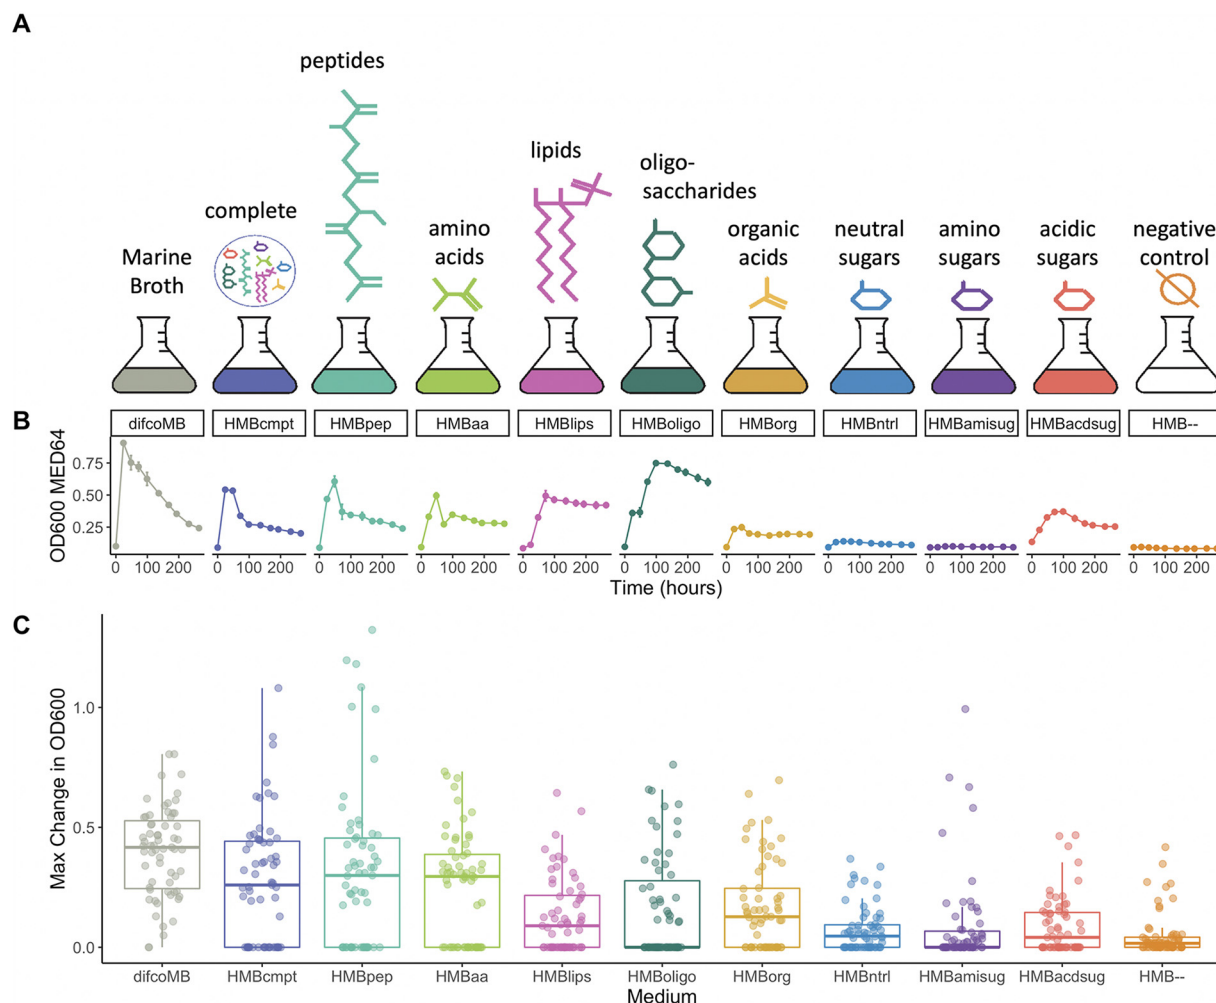 A
peptides
lipids
oligo-
saccharides
complete
Marine
Broth
amino
acids
organic
acids
neutral
sugars
amino
sugars
acidic
sugars
negative
control
B
difcoMB HMBcmpt HMBpep HMBaa HMBlips HMBoligo HMBorg HMBntrl HMBamisug HMBacdsug HMB--
OD600 MED64
0.75
0.50
0.25
0 100 200 0 100 200 0 100 200 0 100 200 0 100 200 0 100 200 0 100 200 0 100 200 0 100 200 0 100 200 0 100 200
Time (hours)
C
Max Change in OD600
1.0
0.5
0.0
difcoMB HMBcmpt HMBpep HMBaa HMBlips HMBoligo HMBorg HMBntrl HMBamisug HMBacdsug HMB--
Medium